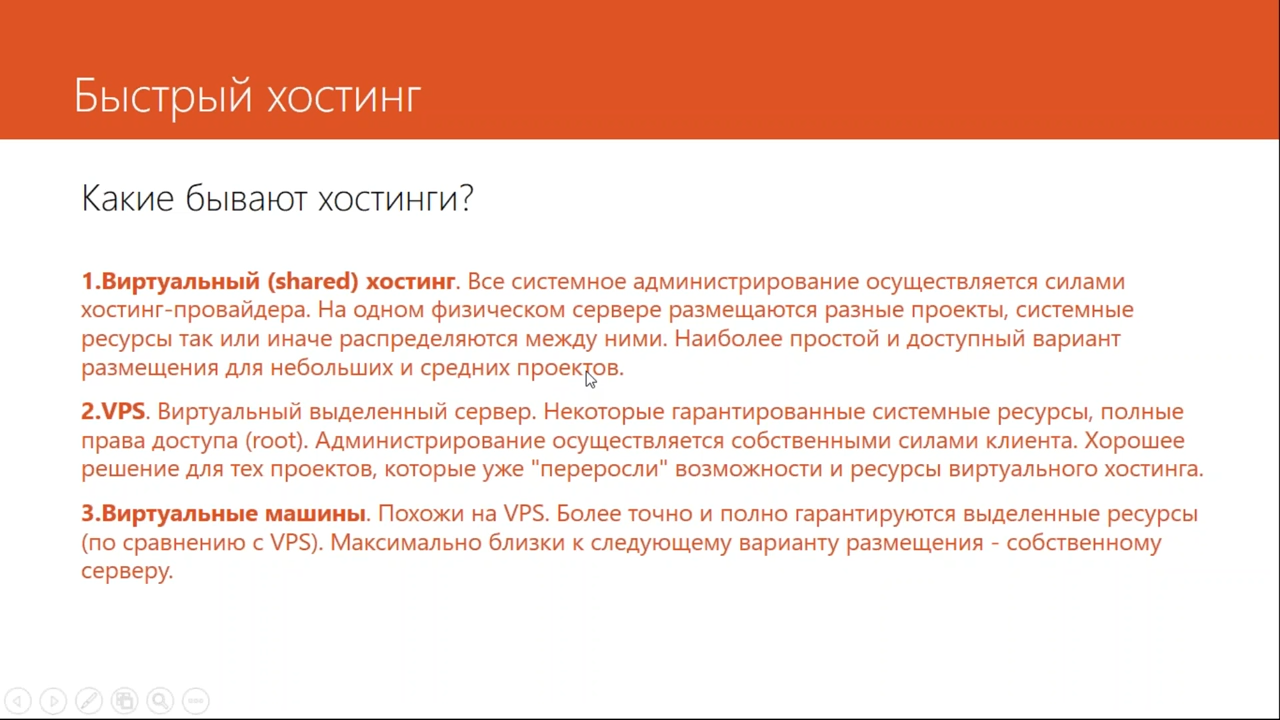 Быстрый хостинг
Какие бывают хостинги?
1.Виртуальный (shared) хостинг. Все системное администрирование осуществляется силами
хостинг-провайдера. На одном физическом сервере размещаются разные проекты, системные
ресурсы так или иначе распределяются между ними. Наиболее простой и доступный вариант
размещения для небольших и средних проектов.
2.VPS. Виртуальный выделенный сервер. Некоторые гарантированные системные ресурсы, полные
права доступа (root). Администрирование осуществляется собственными силами клиента. Хорошее
решение для тех проектов, которые уже "переросли" возможности и ресурсы виртуального хостинга.
3.Виртуальные машины. Похожи на VPS. Более точно и полно гарантируются выделенные ресурсы
(по сравнению с VPS). Максимально близки к следующему варианту размещения - собственному
серверу.